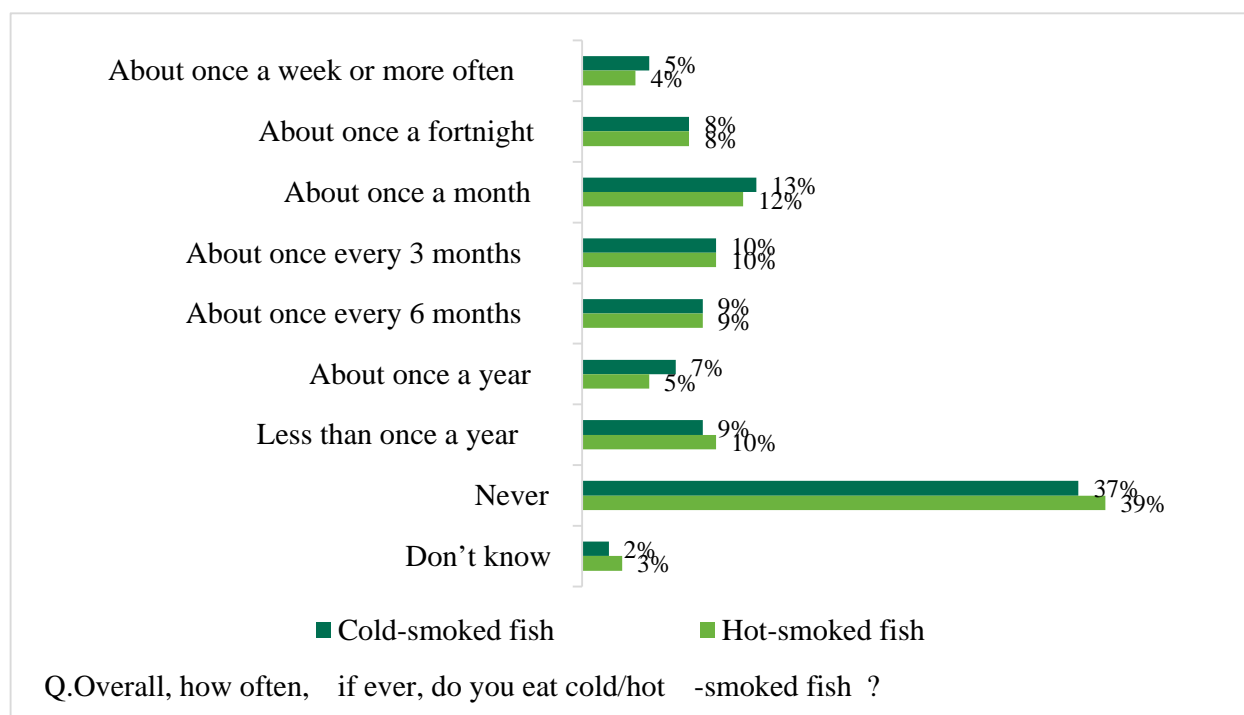 About once a week or more often 5%
4%
About once a fortnight 8%
8%
About once a month 13%
12%
About once every 3 months 10%
10%
About once every 6 months 9%
9%
About once a year 7%
5%
Less than once a year 9%
10%
Never 37%
39%
Don’t know 2%
3%
Cold-smoked fish Hot-smoked fish
Q.Overall, how often, if ever, do you eat cold/hot -smoked fish ?